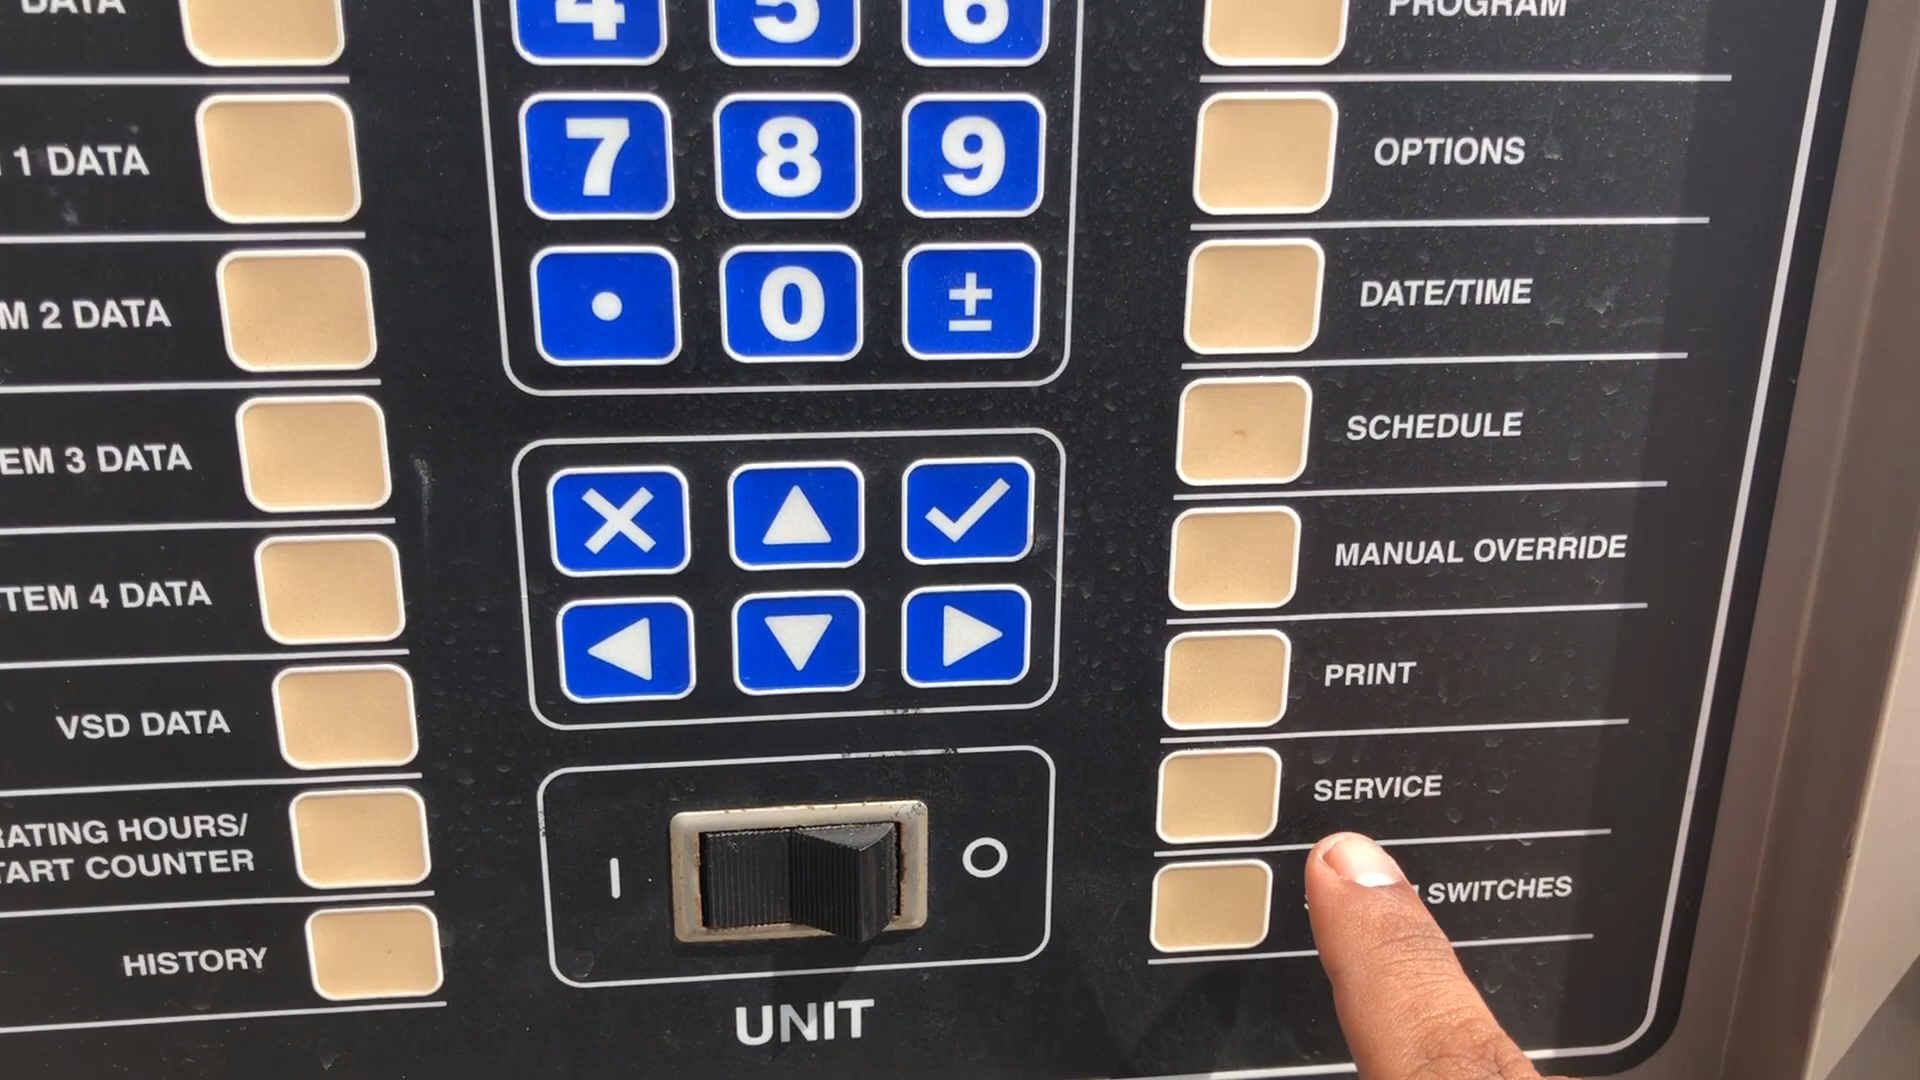 DATA
1 DATA
M 2 DATA
EM 3 DATA
TEM 4 DATA
VSD DATA
RATING HOURS/
TART COUNTER
HISTORY
4 5 6
7 8 9
• 0 ±
I O
UNIT
PROGRAM
OPTIONS
DATE/TIME
SCHEDULE
MANUAL OVERRIDE
PRINT
SERVICE
SWITCHES